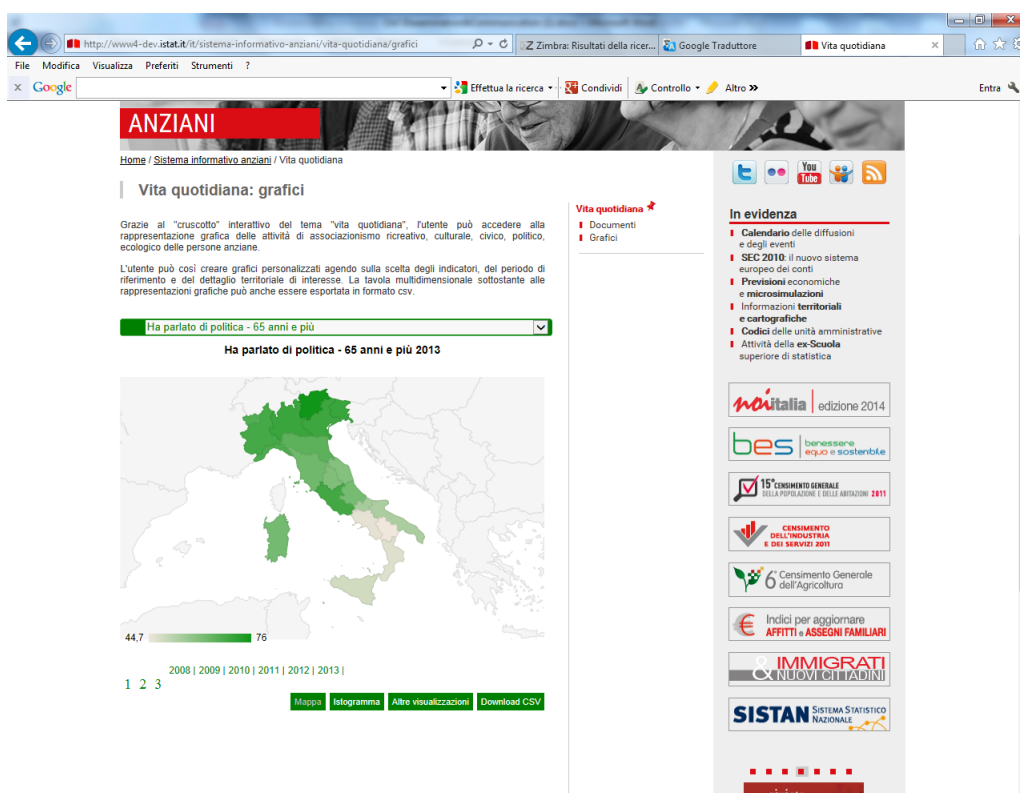 http://www4-dev.istat.it/it/sistema-informativo-anziani/vita-quotidiana/grafici
Zimbra: Risultati della ricer...
Google Traduttore
Vita quotidiana
File Modifica Visualizza Preferiti Strumenti ?
x Google
Effettua la ricerca
Condividi
Controllo
Altro »
Entra
ANZIANI
Home / Sistema informativo anziani / Vita quotidiana
Vita quotidiana: grafici
Grazie al "cruscotto" interattivo del tema "vita quotidiana", l'utente può accedere alla
rappresentazione grafica delle attività di associazionismo ricreativo, culturale, civico, politico,
ecologico delle persone anziane.
L'utente può così creare grafici personalizzati agendo sulla scelta degli indicatori, del periodo di
riferimento e del dettaglio territoriale di interesse. La tavola multidimensionale sottostante alle
rappresentazioni grafiche può anche essere esportata in formato csv.
Ha parlato di politica - 65 anni e più
Ha parlato di politica - 65 anni e più 2013
44,7
76
2008 | 2009 | 2010 | 2011 | 2012 | 2013 |
1 2 3
Mappa Istogramma Altre visualizzazioni Download CSV
Vita quotidiana
Documenti
Grafici
You
Tube
In evidenza
Calendario delle diffusioni
e degli eventi
SEC 2010: il nuovo sistema
europeo dei conti
Previsioni economiche
e microsimulazioni
Informazioni territoriali
e cartografiche
Codici delle unità amministrative
Attività della ex-Scuola
superiore di statistica
noi italia | edizione 2014
bes benessere
equo e sostenibile
15° CENSIMENTO GENERALE
DELLA POPOLAZIONE E DELLE ABITAZIONI 2011
CENSIMENTO
DELL'INDUSTRIA
E DEI SERVIZI 2011
6° Censimento Generale
dell'Agricoltura
Indici per aggiornare
AFFITTI e ASSEGNI FAMILIARI
IMMIGRATI
& NUOVI CITTADINI
SISTAN SISTEMA STATISTICO
NAZIONALE